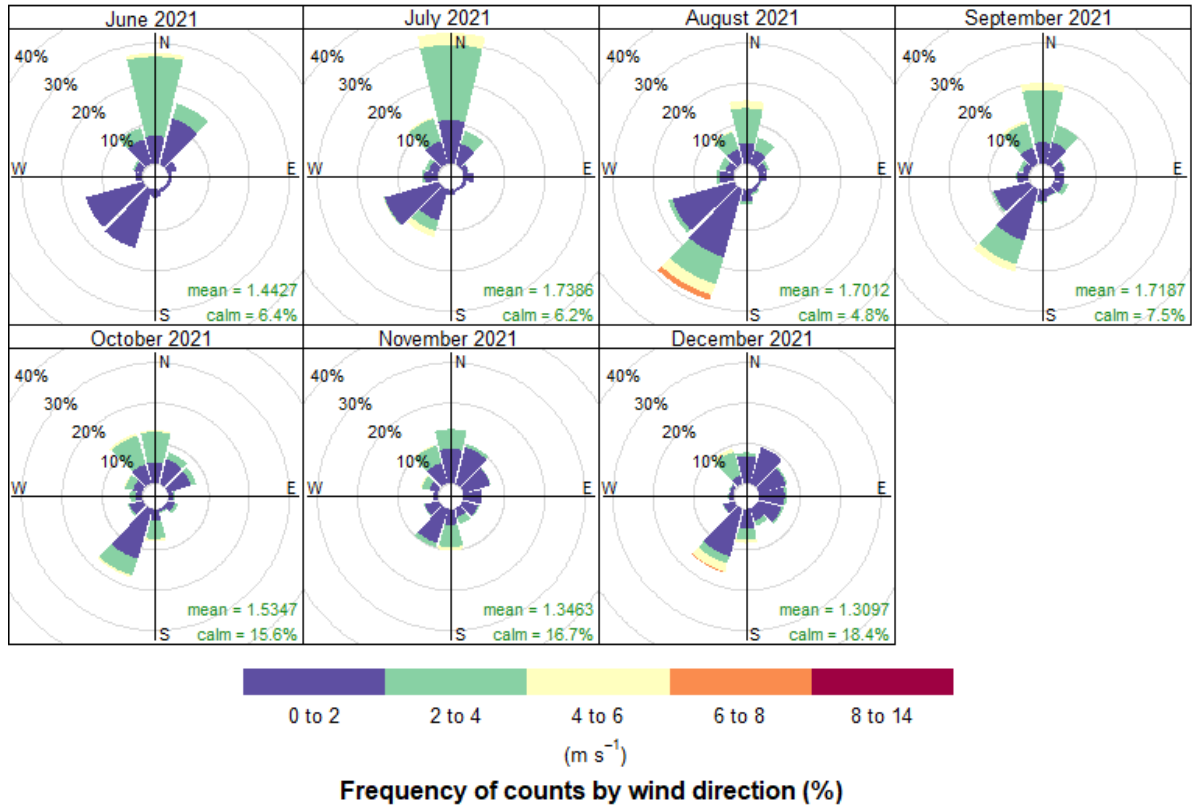 June 2021
N
40%
30%
20%
10%
W
E
mean = 1.4427
S
calm = 6.4%
July 2021
N
40%
30%
20%
10%
W
E
mean = 1.7386
S
calm = 6.2%
August 2021
N
40%
30%
20%
10%
W
E
mean = 1.7012
S
calm = 4.8%
September 2021
N
40%
30%
20%
10%
W
E
mean = 1.7187
S
calm = 7.5%
October 2021
N
40%
30%
20%
10%
W
E
mean = 1.5347
S
calm = 15.6%
November 2021
N
40%
30%
20%
10%
W
E
mean = 1.3463
S
calm = 16.7%
December 2021
N
40%
30%
20%
10%
W
E
mean = 1.3097
S
calm = 18.4%
0 to 2 2 to 4 4 to 6 6 to 8 8 to 14
(m s⁻¹)
Frequency of counts by wind direction (%)